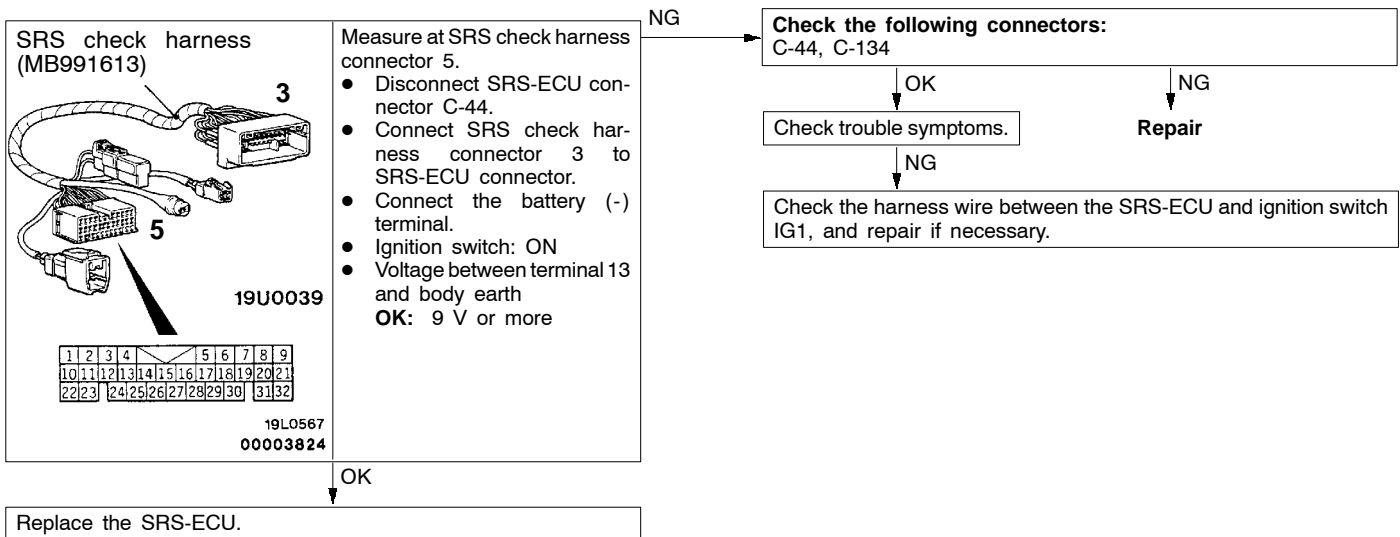 SRS check harness
(MB991613)
3
5
19U0039
1 2 3 4 5 6 7 8 9
10 11 12 13 14 15 16 17 18 19 20 21
22 23 24 25 26 27 28 29 30 31 32
19L0567
00003824
Measure at SRS check harness
connector 5.
● Disconnect SRS-ECU con-
nector C-44.
● Connect SRS check har-
ness connector 3 to
SRS-ECU connector.
● Connect the battery (-)
terminal.
● Ignition switch: ON
● Voltage between terminal 13
and body earth
OK: 9 V or more
NG
Check the following connectors:
C-44, C-134
OK
NG
Check trouble symptoms.
Repair
NG
Check the harness wire between the SRS-ECU and ignition switch
IG1, and repair if necessary.
OK
Replace the SRS-ECU.